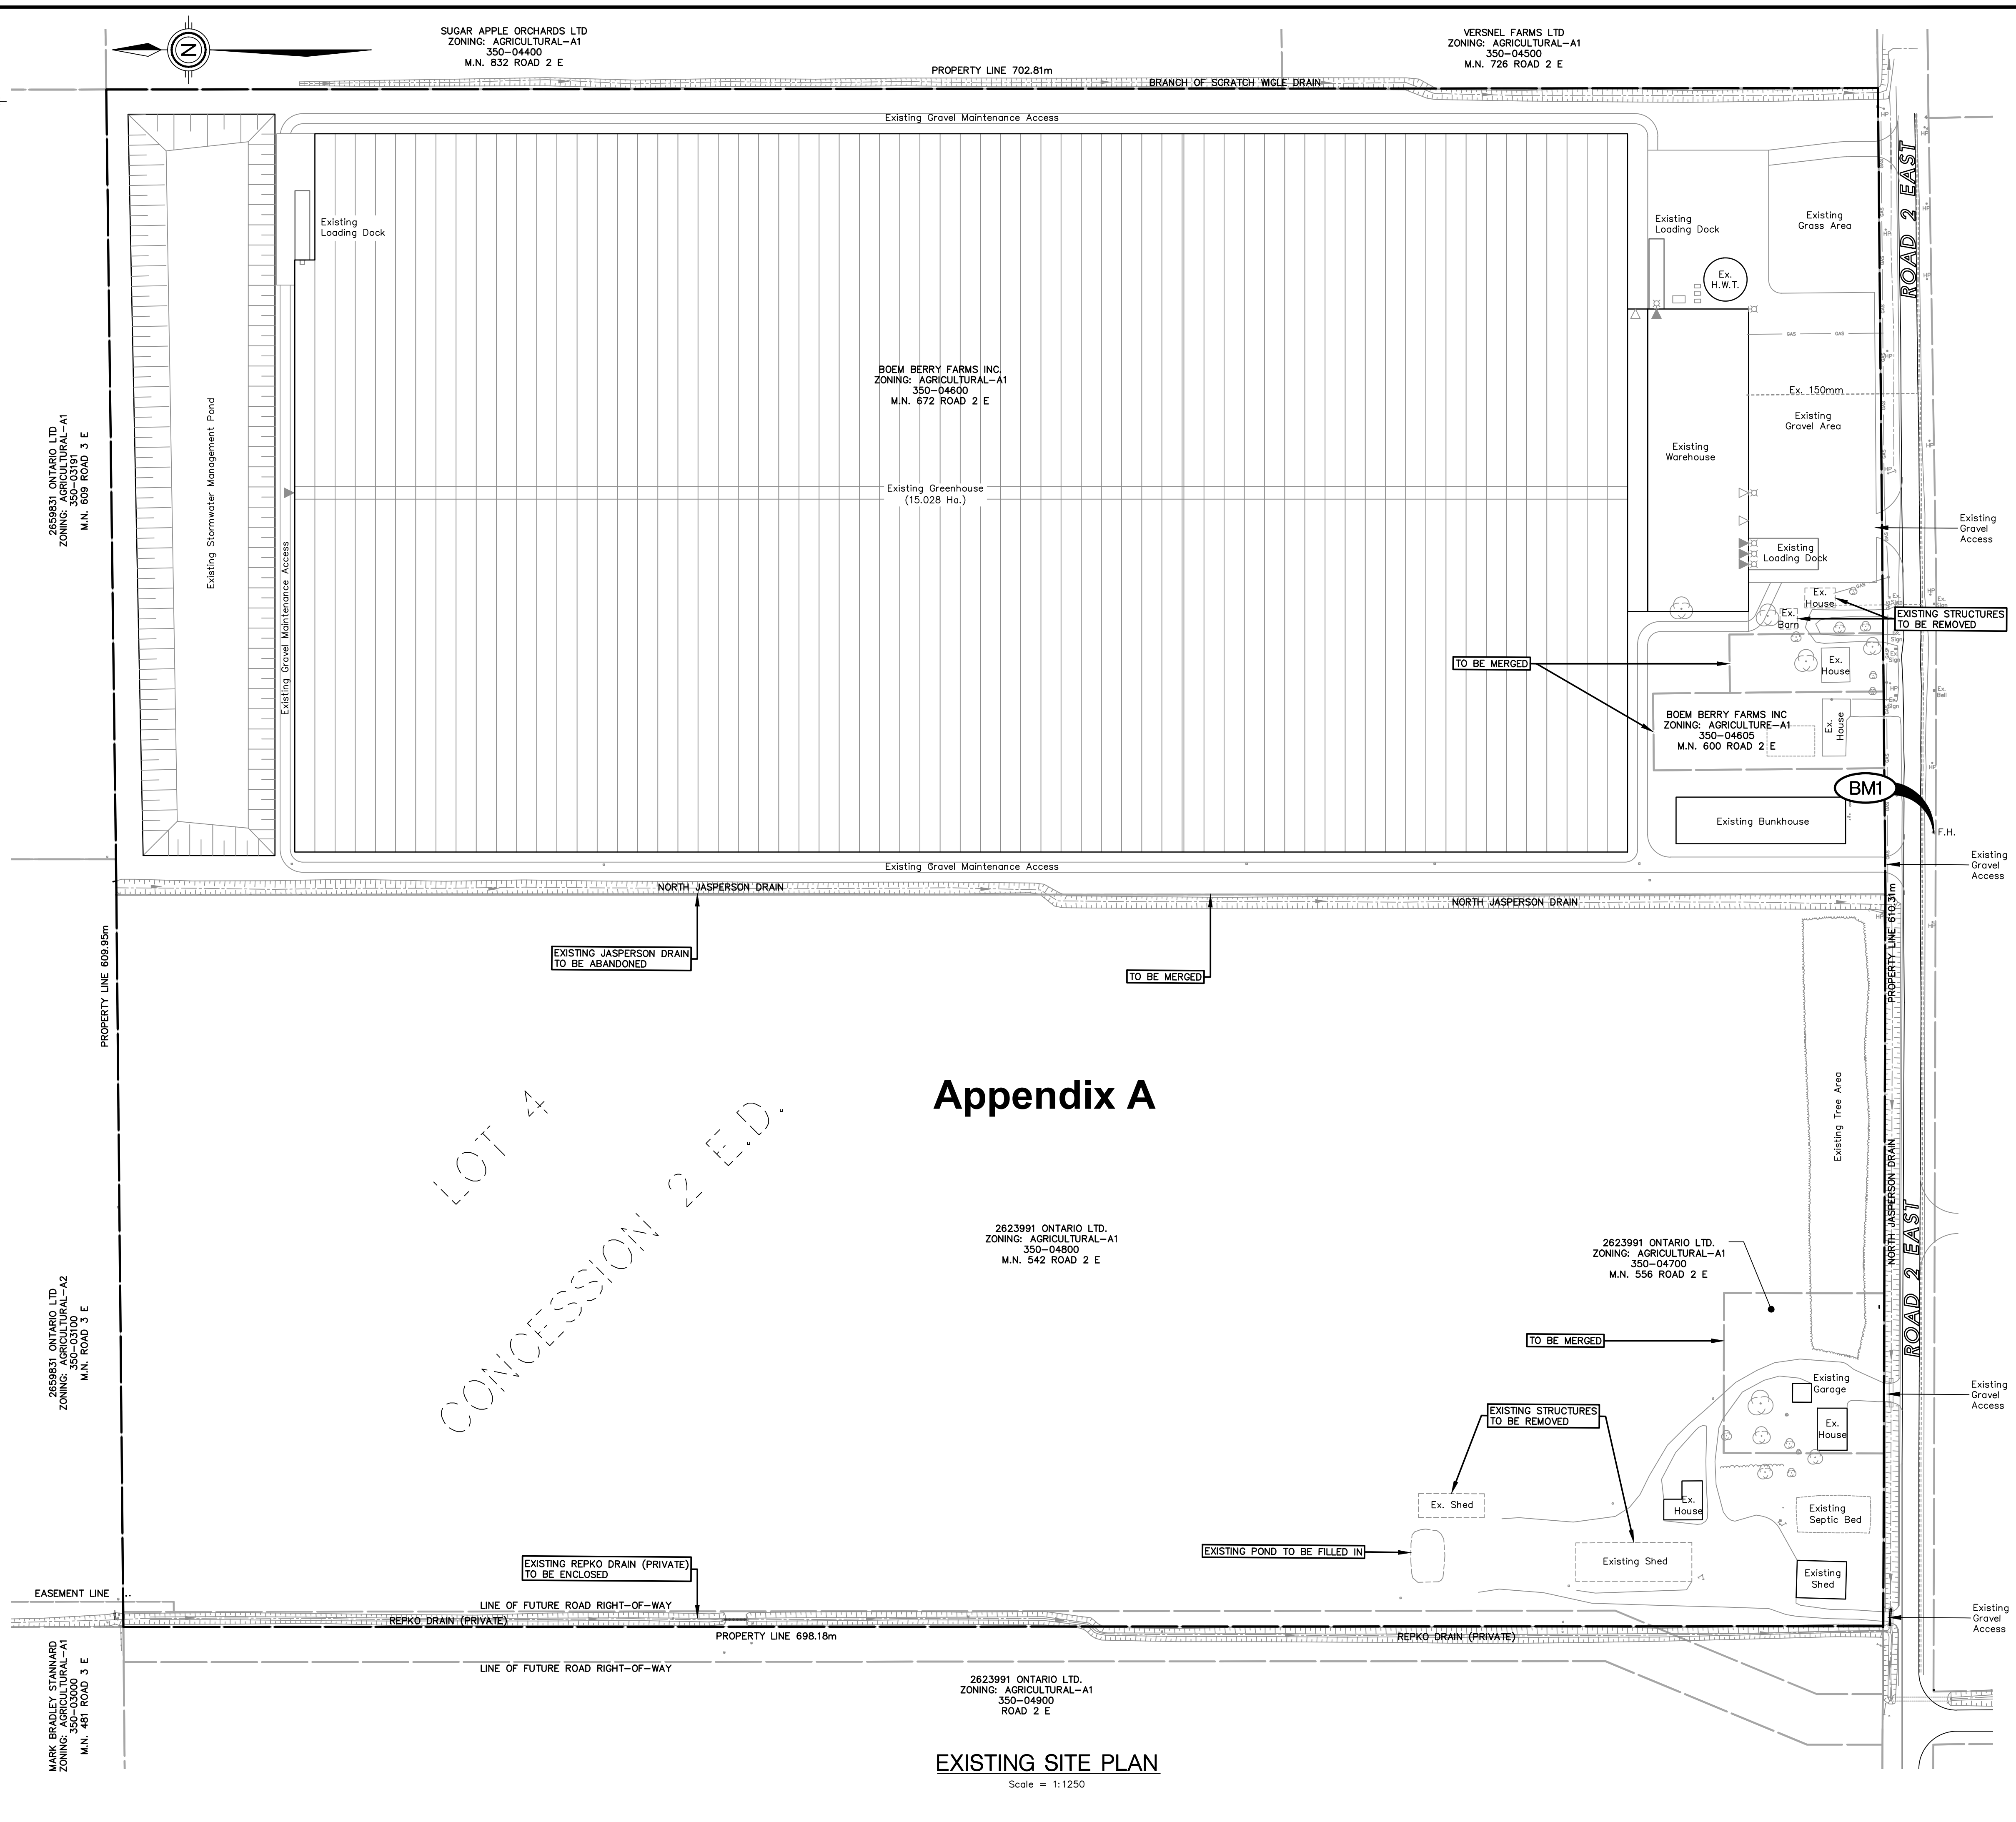 N
SUGAR APPLE ORCHARDS LTD
ZONING: AGRICULTURAL-A1
350-04400
M.N. 832 ROAD 2 E
VERSNEL FARMS LTD
ZONING: AGRICULTURAL-A1
350-04500
M.N. 726 ROAD 2 E
PROPERTY LINE 702.81m
BRANCH OF SCRATCH WIGLE DRAIN
Existing Gravel Maintenance Access
HP
HP
ROAD 2 EAST
Existing
Loading Dock
Existing
Loading Dock
Existing
Grass Area
Ex.
H.W.T.
GAS
GAS
BOEM BERRY FARMS INC.
ZONING: AGRICULTURAL-A1
350-04600
M.N. 672 ROAD 2 E
Ex. 150mm
Existing
Gravel Area
Existing
Warehouse
2659831 ONTARIO LTD
ZONING: AGRICULTURAL-A1
350-03191
M.N. 609 ROAD 3 E
Existing Stormwater Management Pond
Existing Gravel Maintenance Access
Existing Greenhouse
(15.028 Ha.)
Existing
Gravel
Access
Existing
Loading Dock
Ex.
House
Ex.
Barn
EXISTING STRUCTURES
TO BE REMOVED
TO BE MERGED
Ex.
House
Ex.
Sign
Ex.
Bell
BOEM BERRY FARMS INC
ZONING: AGRICULTURE-A1
350-04605
M.N. 600 ROAD 2 E
Ex.
House
BM1
F.H.
Existing Bunkhouse
Existing Gravel Maintenance Access
Existing
Gravel
Access
NORTH JASPERSON DRAIN
NORTH JASPERSON DRAIN
PROPERTY LINE 610.31m
PROPERTY LINE 609.95m
EXISTING JASPERSON DRAIN
TO BE ABANDONED
TO BE MERGED
Appendix A
LOT 4
CONCESSION 2 E.D.
Existing Tree Area
NORTH JASPERSON DRAIN
ROAD 2 EAST
2623991 ONTARIO LTD.
ZONING: AGRICULTURAL-A1
350-04800
M.N. 542 ROAD 2 E
2623991 ONTARIO LTD.
ZONING: AGRICULTURAL-A1
350-04700
M.N. 556 ROAD 2 E
2659831 ONTARIO LTD
ZONING: AGRICULTURAL-A2
350-03100
M.N. ROAD 3 E
TO BE MERGED
Existing
Garage
Existing
Gravel
Access
EXISTING STRUCTURES
TO BE REMOVED
Ex.
House
Ex. Shed
Ex.
House
Existing
Septic Bed
EXISTING POND TO BE FILLED IN
Existing Shed
Existing
Shed
EXISTING REPKO DRAIN (PRIVATE)
TO BE ENCLOSED
EASEMENT LINE
LINE OF FUTURE ROAD RIGHT-OF-WAY
REPKO DRAIN (PRIVATE)
Existing
Gravel
Access
PROPERTY LINE 698.18m
REPKO DRAIN (PRIVATE)
LINE OF FUTURE ROAD RIGHT-OF-WAY
MARK BRADLEY STANNARD
ZONING: AGRICULTURAL-A1
350-03000
M.N. 481 ROAD 3 E
2623991 ONTARIO LTD.
ZONING: AGRICULTURAL-A1
350-04900
ROAD 2 E
EXISTING SITE PLAN
Scale = 1:1250